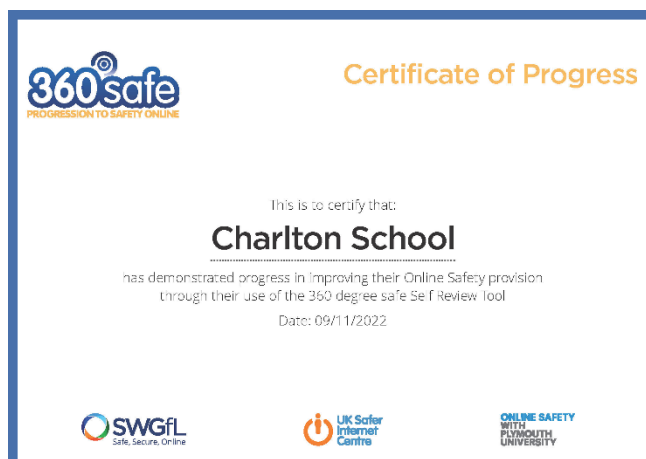 360safe
PROGRESSION TO SAFETY ONLINE
Certificate of Progress
This is to certify that:
Charlton School
has demonstrated progress in improving their Online Safety provision
through their use of the 360 degree safe Self Review Tool
Date: 09/11/2022
SWGfL
Safe, Secure, Online
UK Safer
Internet
Centre
ONLINE SAFETY
WITH
PLYMOUTH
UNIVERSITY